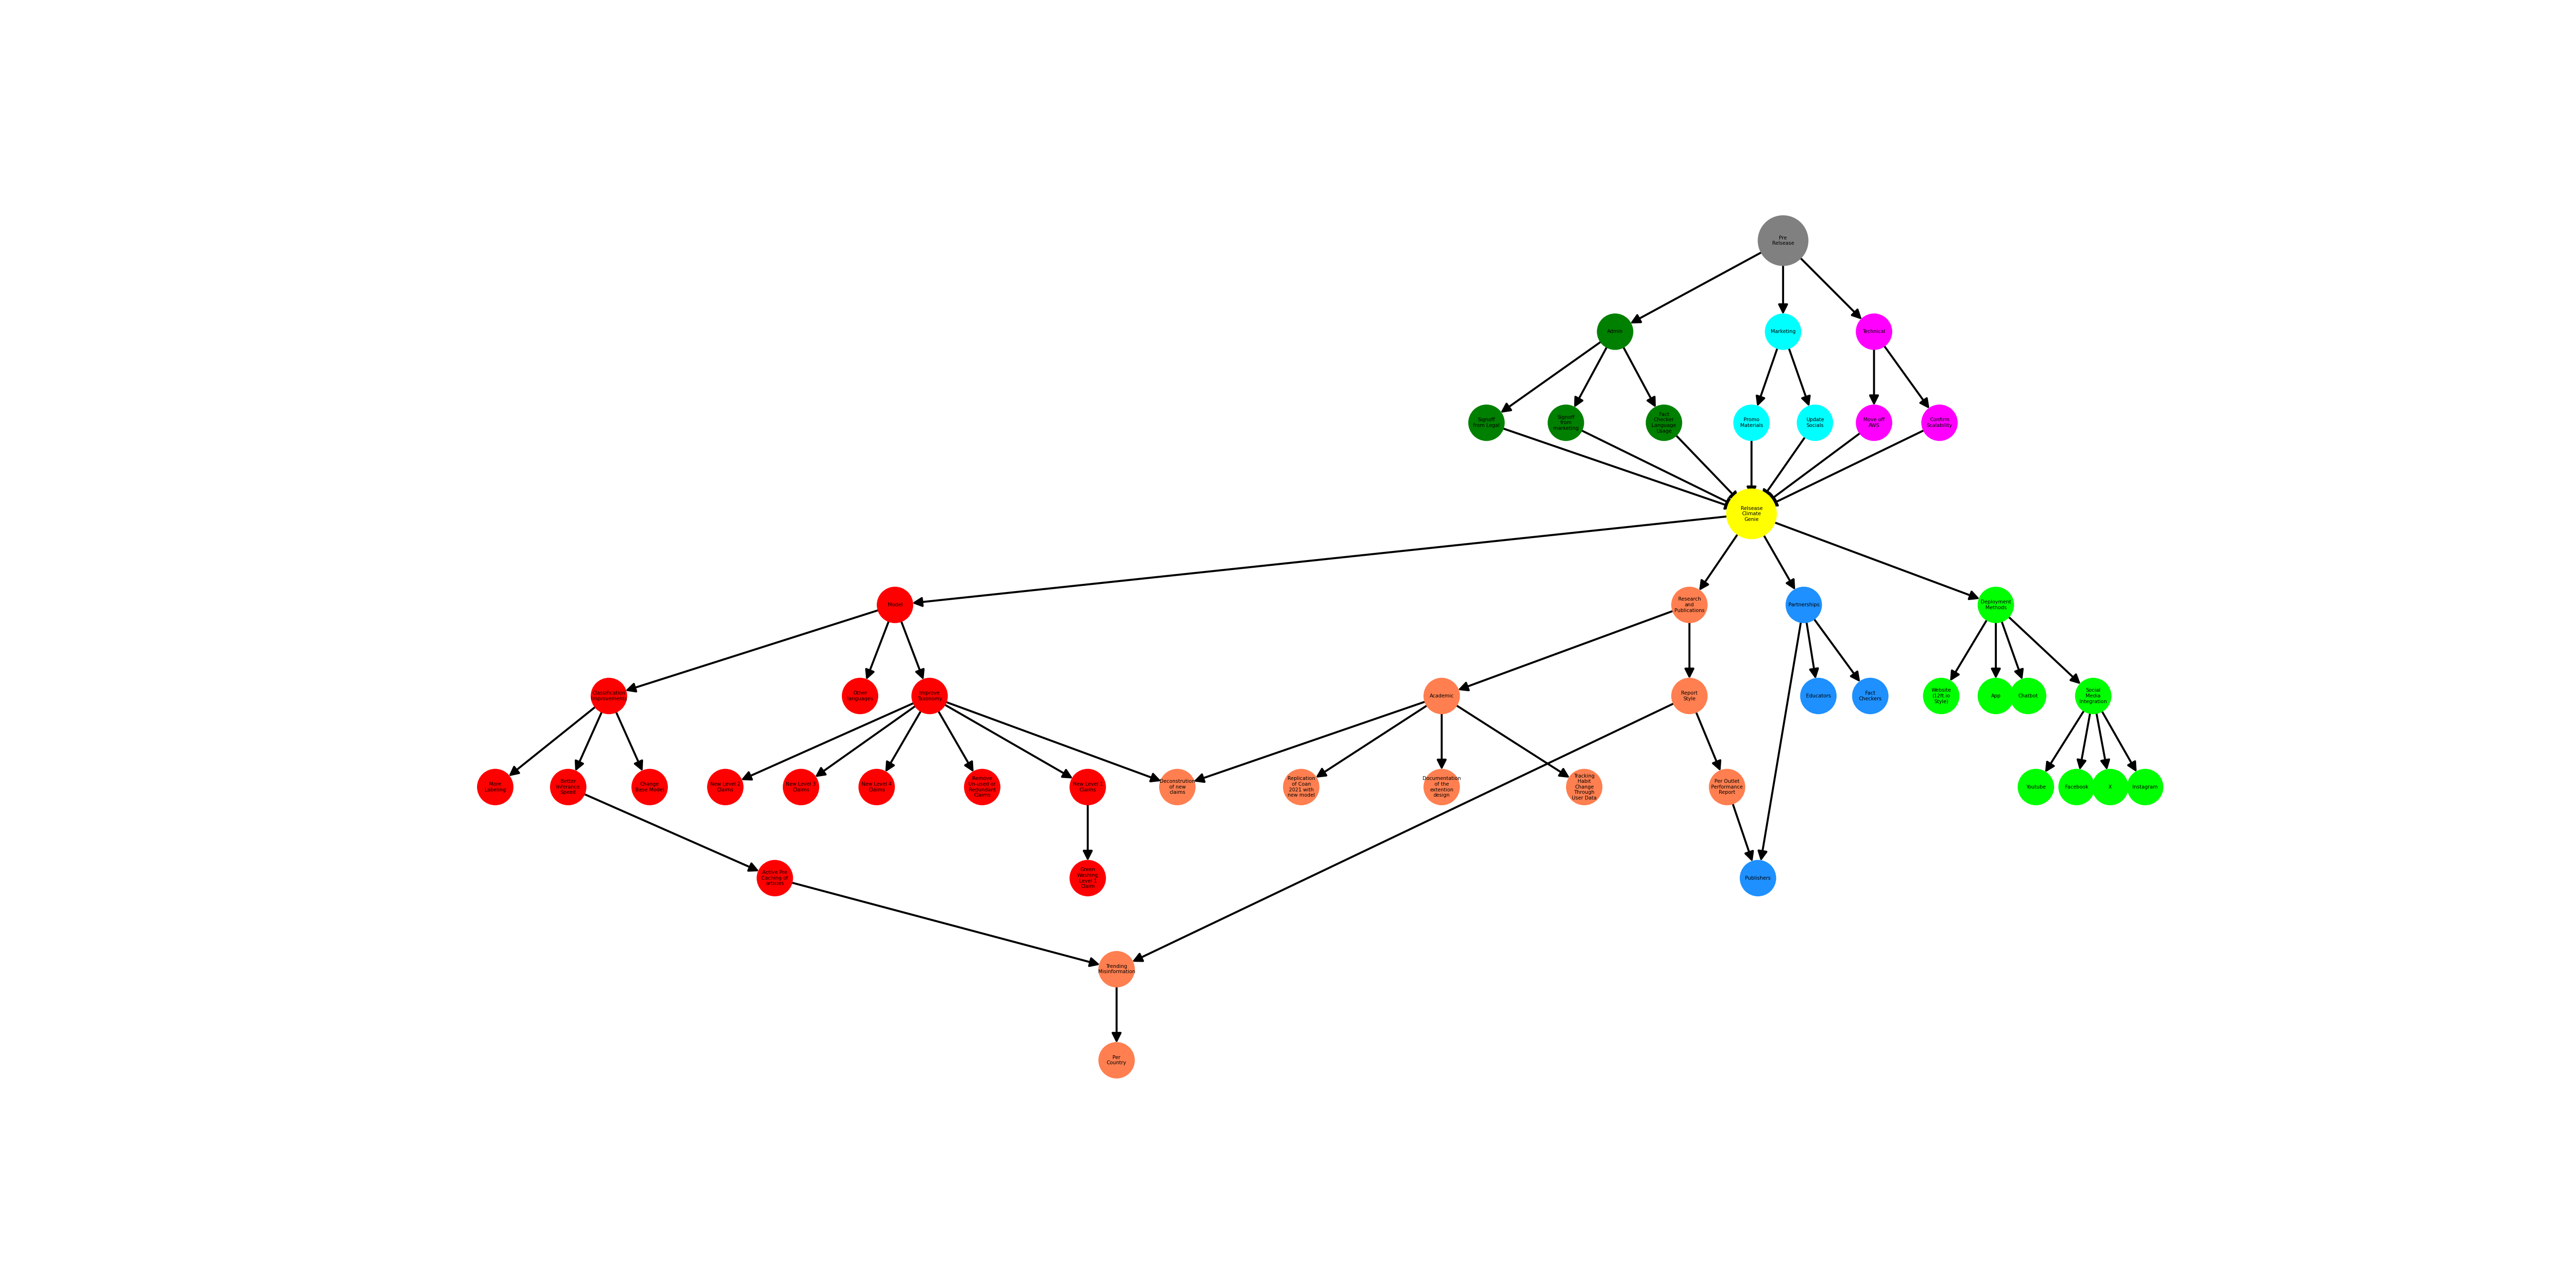 Pre
Relsease
Admin
Marketing
Technical
Signoff
from Legal
Signoff
from
marketing
Fact
Checker
Language
Usage
Promo
Materials
Update
Socials
Move off
AWS
Confirm
Scalability
Relsease
Climate
Genie
Model
Research
and
Publications
Partnerships
Deployment
Methods
Classification
Improvement
Other
languages
Improve
Taxonomy
Academic
Report
Style
Educators
Fact
Checkers
Website
(12ft.io
Style)
App
Chatbot
Social
Media
Integration
More
Labeling
Better
Inference
Speed
Change
Base Model
New Level 2
Claims
New Level 3
Claims
New Level 4
Claims
Remove
Unused or
Redundant
Claims
New Level 1
Claims
Deconstrution
of new
claims
Replication
of Coan
2021 with
new model
Documentation
of the
extention
design
Tracking
Habit
Change
Through
User Data
Per Outlet
Performance
Report
Youtube
Facebook
X
Instagram
Active Pre
Caching of
articles
Green
Washing
Level 1
Claim
Publishers
Trending
Misinformation
Per
Country